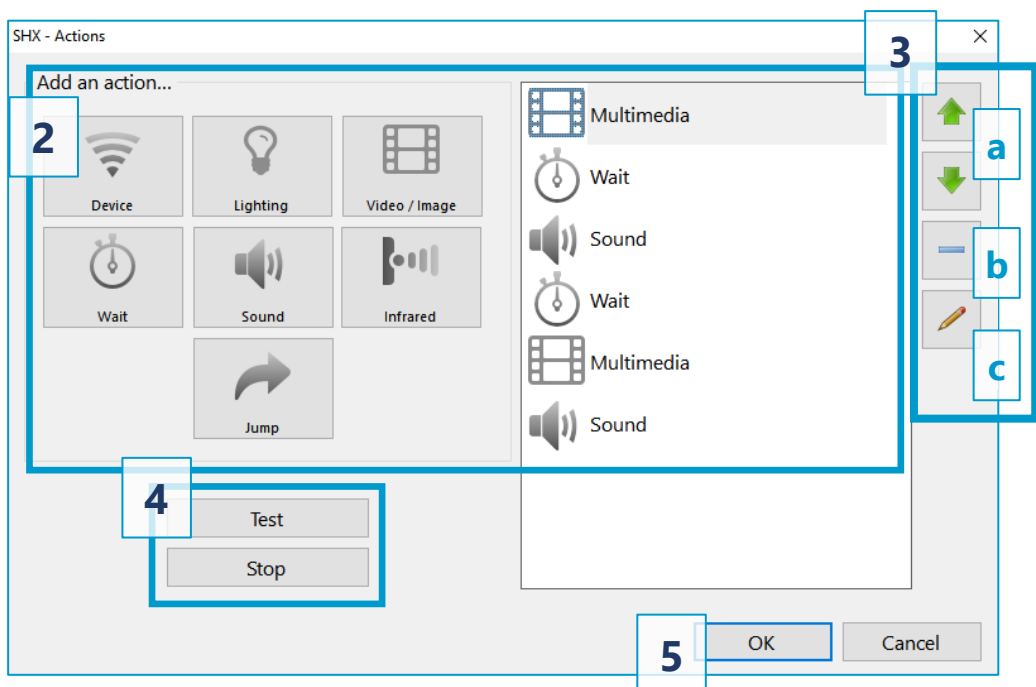 SHX - Actions
3
Add an action...
2
Device
Lighting
Video / Image
Wait
Sound
Infrared
Jump
Multimedia
Wait
Sound
Wait
Multimedia
Sound
a
b
c
4
Test
Stop
5
OK
Cancel